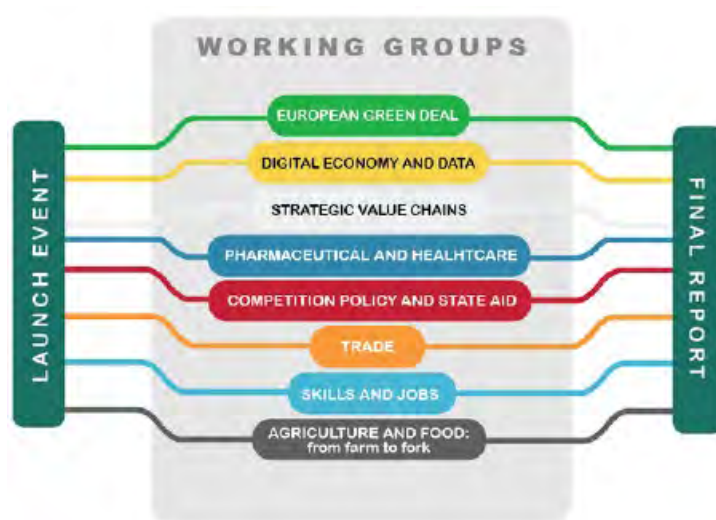 WORKING GROUPS
LAUNCH EVENT
EUROPEAN GREEN DEAL
DIGITAL ECONOMY AND DATA
STRATEGIC VALUE CHAINS
PHARMACEUTICAL AND HEALHTCARE
COMPETITION POLICY AND STATE AID
TRADE
SKILLS AND JOBS
AGRICULTURE AND FOOD:
from farm to fork
FINAL REPORT